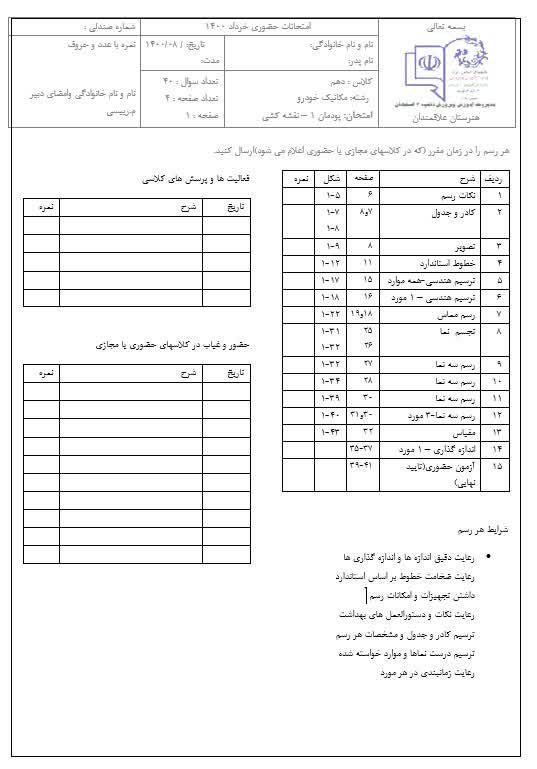 بسمه تعالی
مدیریت آموزش و پرورش ناحیه ۲
هنرستان علاقمندان
امتحانات حضوری خرداد ۱۴۰۰
شماره صندلی :
نام و نام خانوادگی:
نام پدر:
تاریخ: / ۱۴۰۰/۰۸
مدت:
نمره با عدد و حروف
کلاس : دهم
رشته: مکانیک خودرو
امتحان: پودمان ۱ – نقشه کشی
تعداد سوال : ۴۰
تعداد صفحه : ۴
صفحه : ۱
نام و نام خانوادگی وامضای دبیر
هر رسم را در زمان مقرر (که در کلاسهای مجازی یا حضوری اعلام می شود)ارسال کنید.
ردیف شرح صفحه شکل نمره
۱ نکات رسم ۶ ۱-۵
۲ کادر و جدول ۷و۸ ۱-۷
۱-۸
۳ تصویر ۸ ۱-۹
۴ خطوط استاندارد ۱۱ ۱-۱۲
۵ ترسیم هندسی-همه موارد ۱۵ ۱-۱۷
۶ ترسیم هندسی – ۱ مورد ۱۶ ۱-۱۸
۷ رسم مماس ۱۸و۱۹ ۱-۲۲
۸ تجسم نما ۲۵ ۱-۳۱
۲۶ ۱-۳۲
۹ رسم سه نما ۲۷ ۱-۳۲
۱۰ رسم سه نما ۲۸ ۱-۳۴
۱۱ رسم سه نما ۳۰ ۱-۳۹
۱۲ رسم سه نما-۳ مورد ۳۰و۳۱ ۱-۴۰
۱۳ مقیاس ۳۲ ۱-۴۳
۱۴ اندازه گذاری – ۱ مورد ۳۵-۳۷
۱۵ آزمون حضوری(تایید ۳۹-۴۱
نهایی)
شرایط هر رسم
• رعایت دقیق اندازه ها و اندازه گذاری ها
رعایت ضخامت خطوط بر اساس استاندارد
داشتن تجهیزات و امکانات رسم
رعایت نکات و دستورالعمل های بهداشت
ترسیم کادر و جدول و مشخصات هر رسم
ترسیم درست نماها و موارد خواسته شده
رعایت زمانبندی در هر مورد
فعالیت ها و پرسش های کلاسی
تاریخ شرح نمره
حضور و غیاب در کلاسهای حضوری یا مجازی
تاریخ شرح نمره